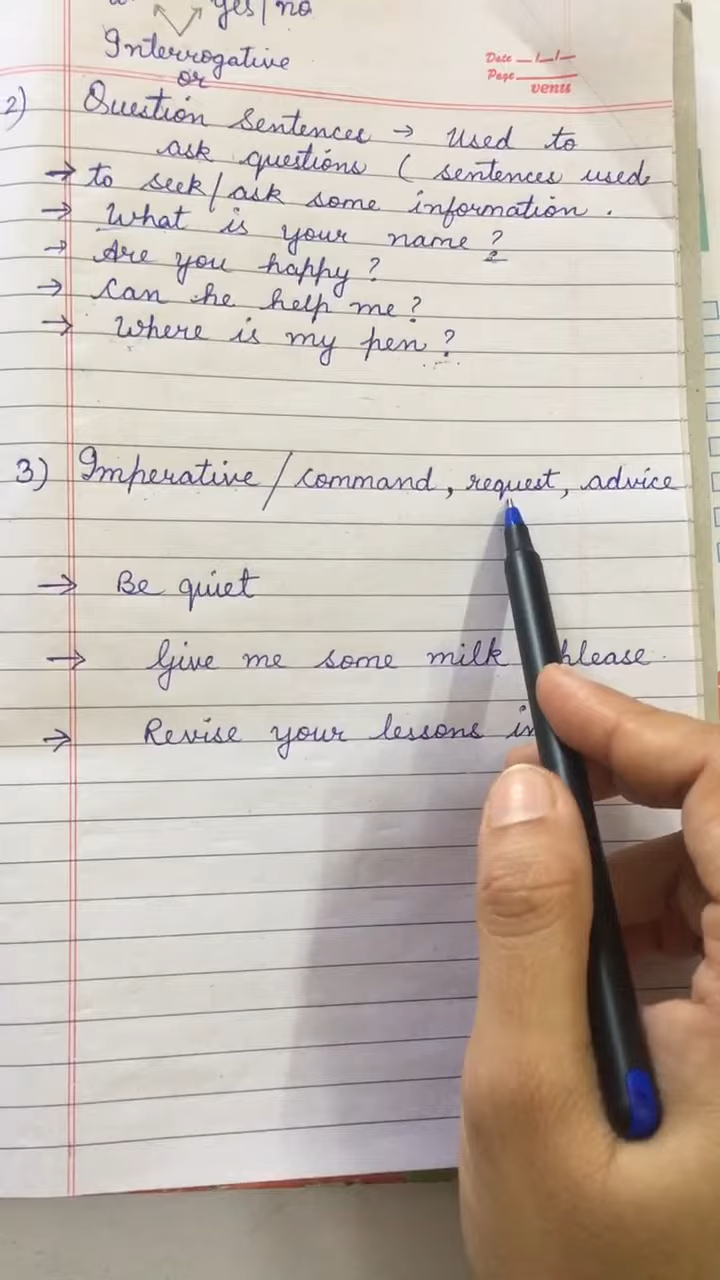 yes/no
Interrogative
or
Date
Page
venus
2) Question Sentences → Used to
ask questions ( sentences used
→ to seek/ask some information .
→ What is your name ?
→ Are you happy ?
→ Can he help me ?
→ Where is my pen ?
3) Imperative / command, request, advice
→ Be quiet
→ Give me some milk please .
→ Revise your lessons